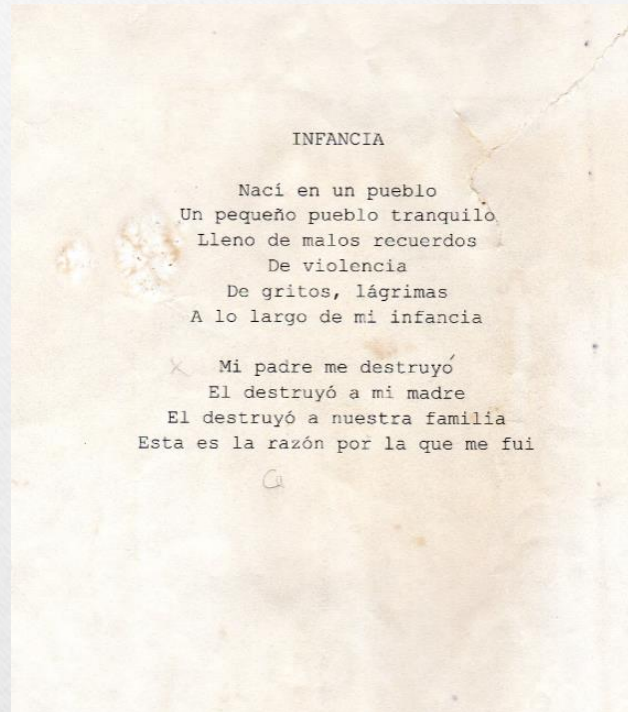 INFANCIA
Nací en un pueblo
Un pequeño pueblo tranquilo
Lleno de malos recuerdos
De violencia
De gritos, lágrimas
A lo largo de mi infancia
Mi padre me destruyó
El destruyó a mi madre
El destruyó a nuestra familia
Esta es la razón por la que me fui